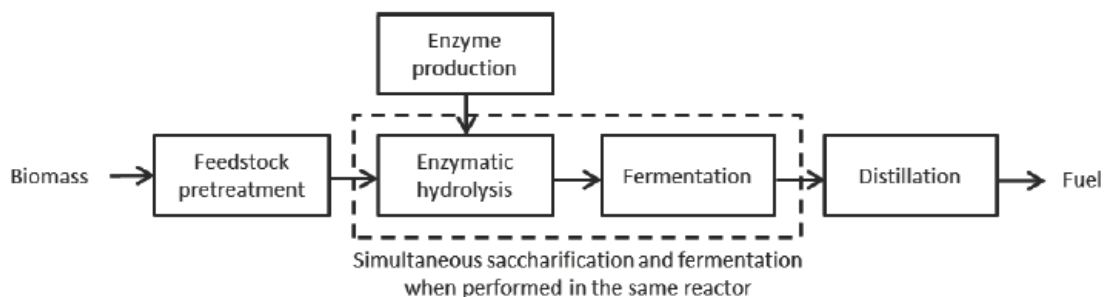 Enzyme
production
Biomass
Feedstock
pretreatment
Enzymatic
hydrolysis
Fermentation
Distillation
Fuel
Simultaneous saccharification and fermentation
when performed in the same reactor